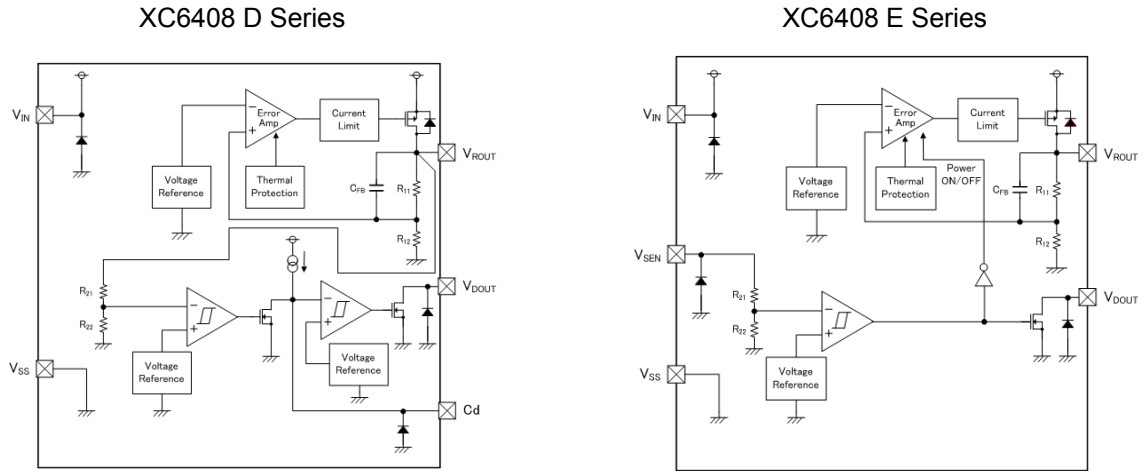 XC6408 D Series
VIN
Error
Amp
−
+
Current
Limit
VROUT
Voltage
Reference
Thermal
Protection
CFB
R11
R12
R21
R22
−
+
−
+
VDOUT
Voltage
Reference
Voltage
Reference
VSS
Cd
XC6408 E Series
VIN
−
+
Error
Amp
Current
Limit
VROUT
Voltage
Reference
Thermal
Protection
Power
ON/OFF
CFB
R11
R12
VSEN
R21
R22
−
+
VDOUT
Voltage
Reference
VSS